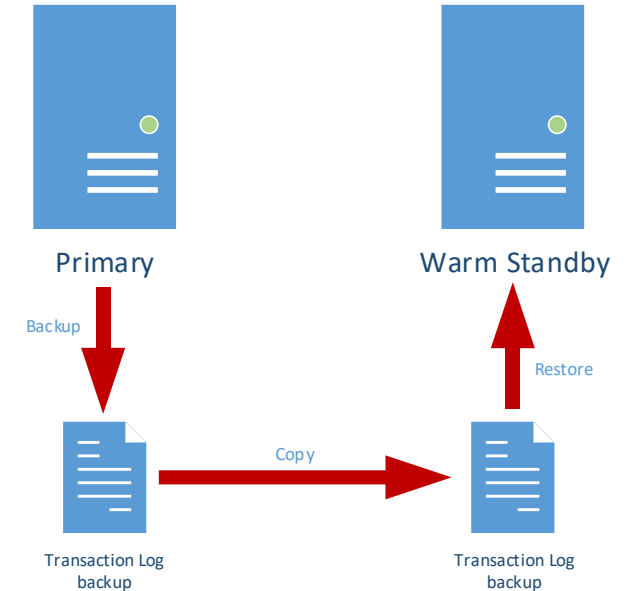 Primary
Warm Standby
Backup
Restore
Copy
Transaction Log
backup
Transaction Log
backup